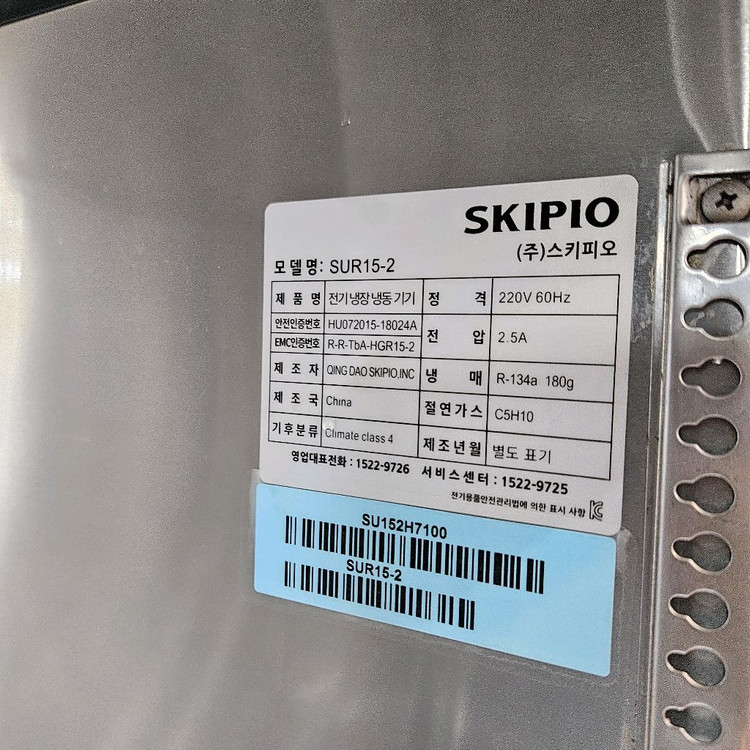 SKIPIO
(주)스키피오
모델명: SUR15-2
제품명 전기 냉장 냉동 기기 정격 220V 60Hz
안전인증번호 HU072015-18024A 전압 2.5A
EMC인증번호 R-R-TbA-HGR15-2
제조자 QING DAO SKIPIO,INC 냉매 R-134a 180g
제조국 China 절연가스 C5H10
기후분류 Climate class 4 제조년월 별도 표기
영업대표전화 : 1522-9726 서비스센터 : 1522-9725
전기용품안전관리법에 의한 표시 사항
SU152H7100
SUR15-2